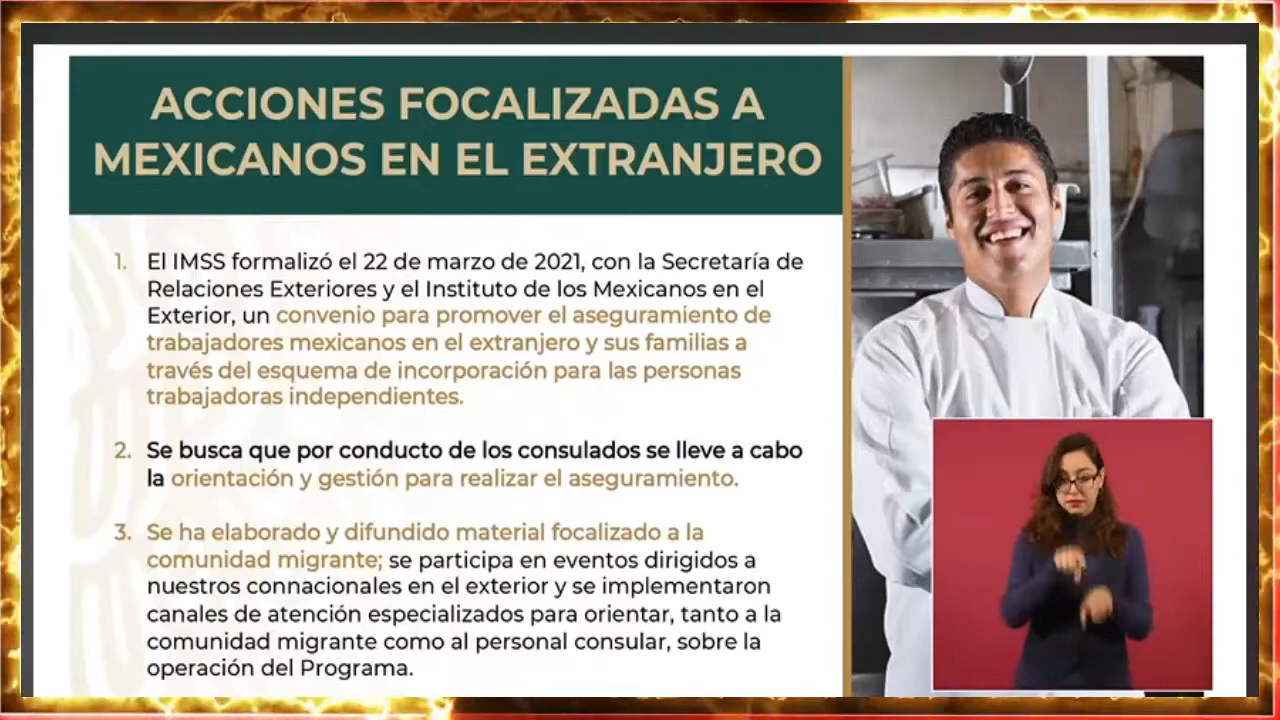 ACCIONES FOCALIZADAS A
MEXICANOS EN EL EXTRANJERO
1. El IMSS formalizó el 22 de marzo de 2021, con la Secretaría de
Relaciones Exteriores y el Instituto de los Mexicanos en el
Exterior, un convenio para promover el aseguramiento de
trabajadores mexicanos en el extranjero y sus familias a
través del esquema de incorporación para las personas
trabajadoras independientes.
2. Se busca que por conducto de los consulados se lleve a cabo
la orientación y gestión para realizar el aseguramiento.
3. Se ha elaborado y difundido material focalizado a la
comunidad migrante; se participa en eventos dirigidos a
nuestros connacionales en el exterior y se implementaron
canales de atención especializados para orientar, tanto a la
comunidad migrante como al personal consular, sobre la
operación del Programa.